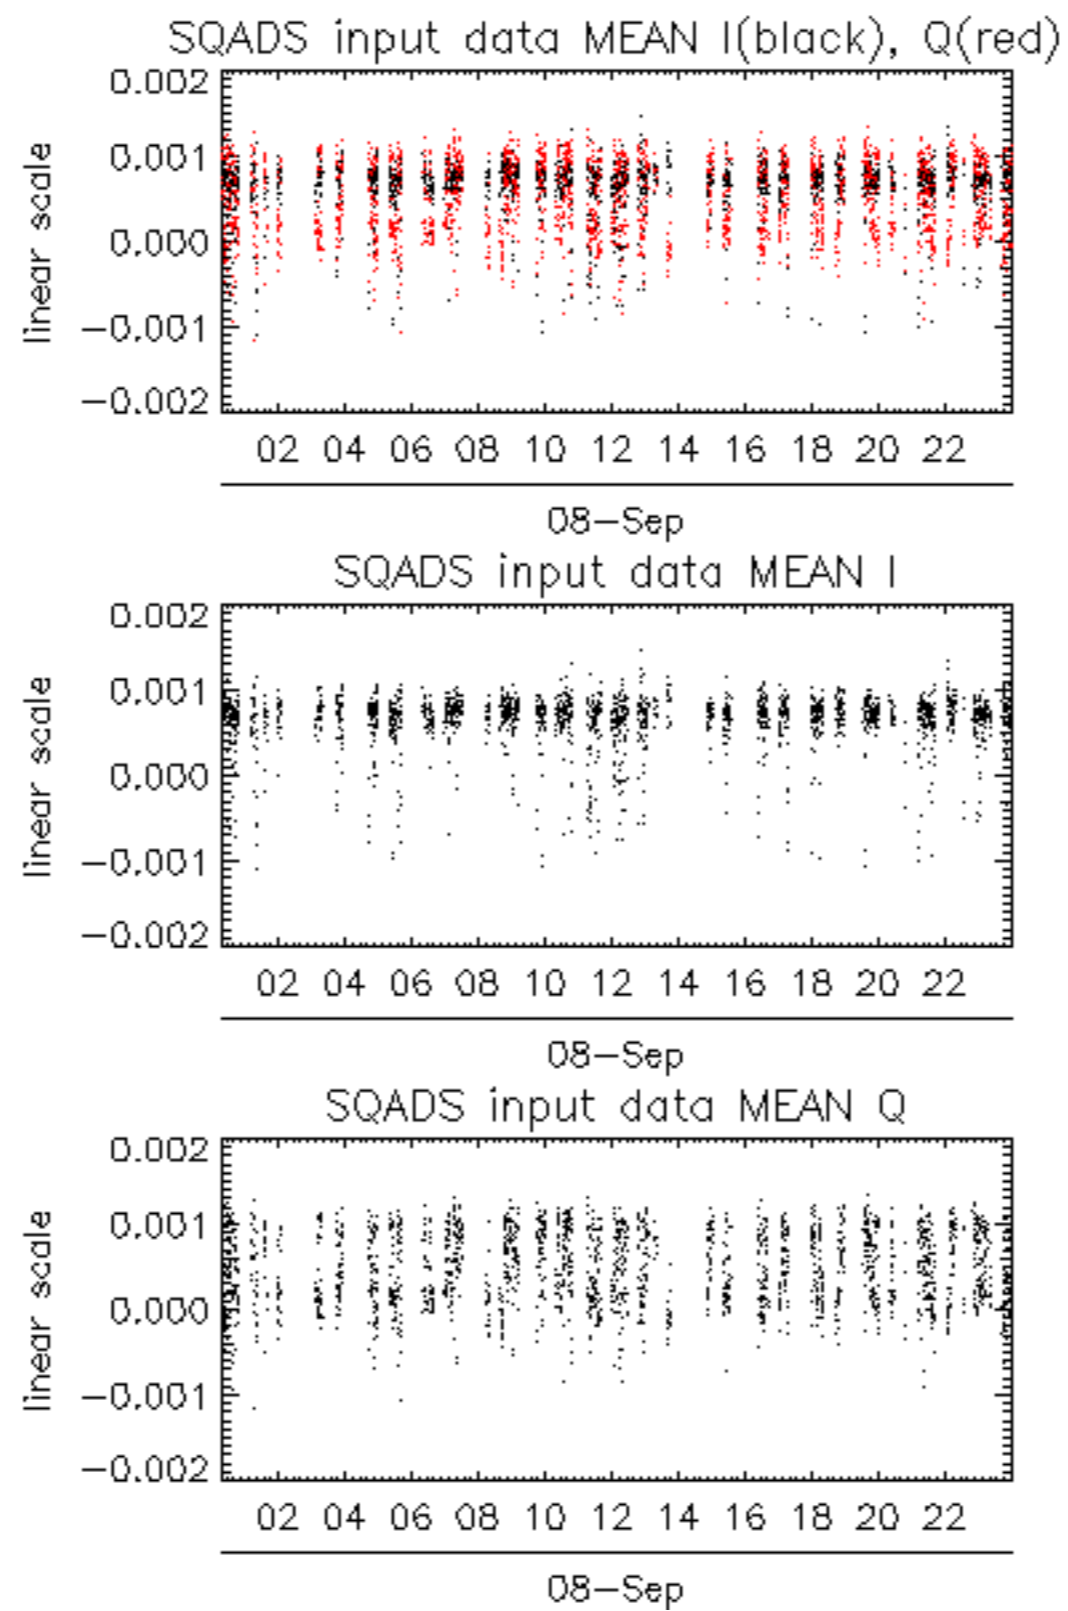 SQADS input data MEAN I(black), Q(red)
0.002
0.001
0.000
−0.001
−0.002
linear scale
02 04 06 08 10 12 14 16 18 20 22
08−Sep
SQADS input data MEAN I
0.002
0.001
0.000
−0.001
−0.002
linear scale
02 04 06 08 10 12 14 16 18 20 22
08−Sep
SQADS input data MEAN Q
0.002
0.001
0.000
−0.001
−0.002
linear scale
02 04 06 08 10 12 14 16 18 20 22
08−Sep